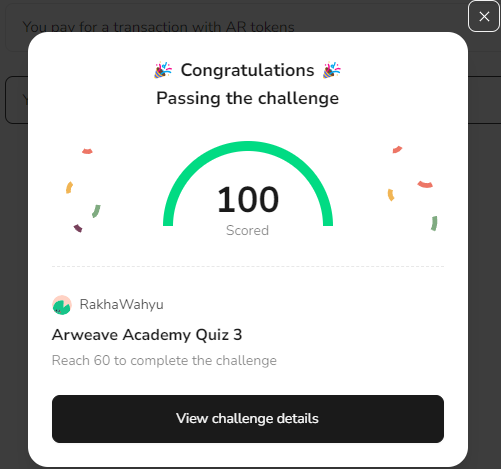 You pay for a transaction with AR tokens
🎉 Congratulations 🎉
Passing the challenge
100
Scored
RakhaWahyu
Arweave Academy Quiz 3
Reach 60 to complete the challenge
View challenge details